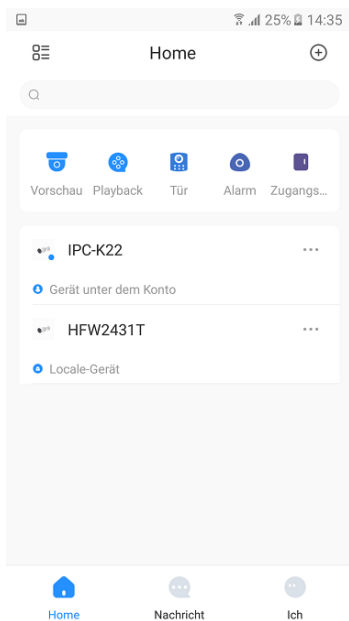 25% 14:35
Home
Vorschau Playback Tür Alarm Zugangs...
IPC-K22
Gerät unter dem Konto
HFW2431T
Locale-Gerät
Home Nachricht Ich